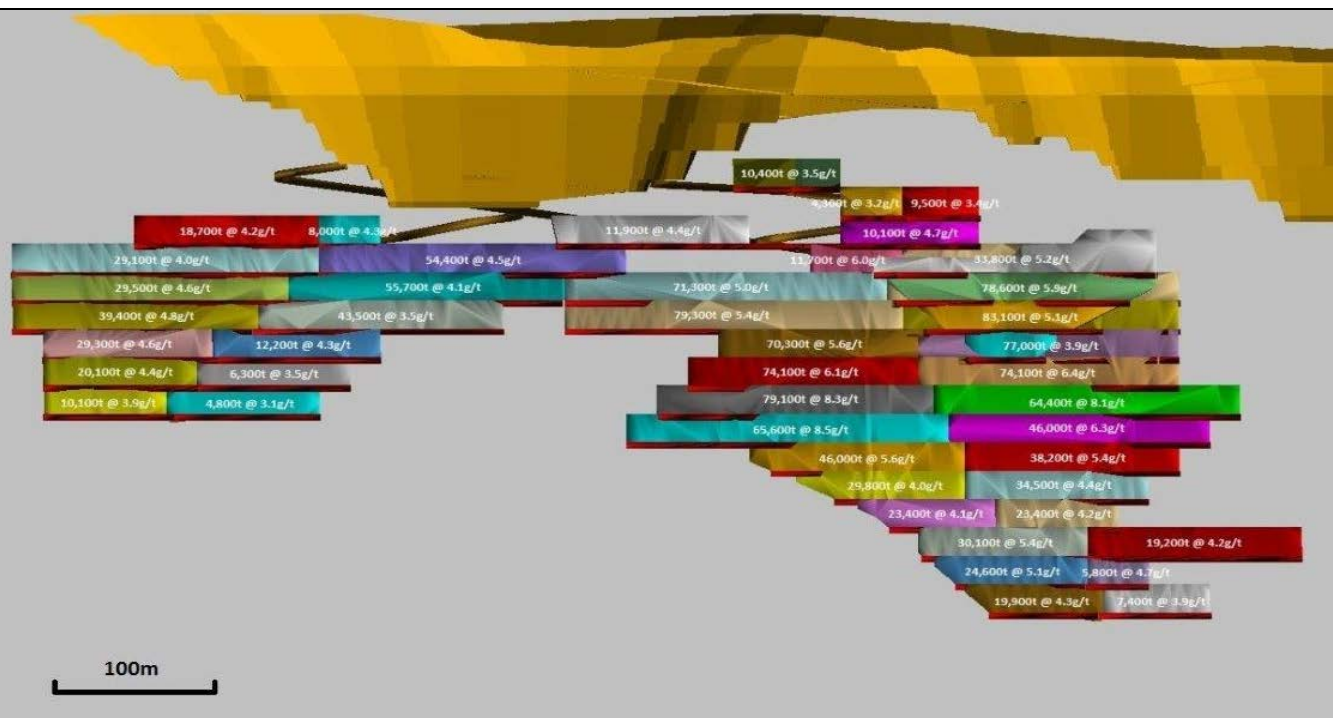 10,400t @ 3.5g/t
4,300t @ 3.2g/t 9,500t @ 3.4g/t
18,700t @ 4.2g/t 8,000t @ 4.3g/t 11,900t @ 4.4g/t 10,100t @ 4.7g/t
29,100t @ 4.0g/t 54,400t @ 4.5g/t 11,700t @ 6.0g/t 33,800t @ 5.2g/t
29,500t @ 4.6g/t 55,700t @ 4.1g/t 71,300t @ 5.0g/t 78,600t @ 5.9g/t
39,400t @ 4.8g/t 43,500t @ 3.5g/t 79,300t @ 5.4g/t 83,100t @ 5.1g/t
29,300t @ 4.6g/t 12,200t @ 4.3g/t 70,300t @ 5.6g/t 77,000t @ 3.9g/t
20,100t @ 4.4g/t 6,300t @ 3.5g/t 74,100t @ 6.1g/t 74,100t @ 6.4g/t
10,100t @ 3.9g/t 4,800t @ 3.1g/t 79,100t @ 8.3g/t 64,400t @ 8.1g/t
65,600t @ 8.5g/t 46,000t @ 6.3g/t
46,000t @ 5.6g/t 38,200t @ 5.4g/t
29,800t @ 4.0g/t 34,500t @ 4.4g/t
23,400t @ 4.1g/t 23,400t @ 4.2g/t
30,100t @ 5.4g/t 19,200t @ 4.2g/t
24,600t @ 5.1g/t 5,800t @ 4.7g/t
19,900t @ 4.3g/t 7,400t @ 3.9g/t
100m